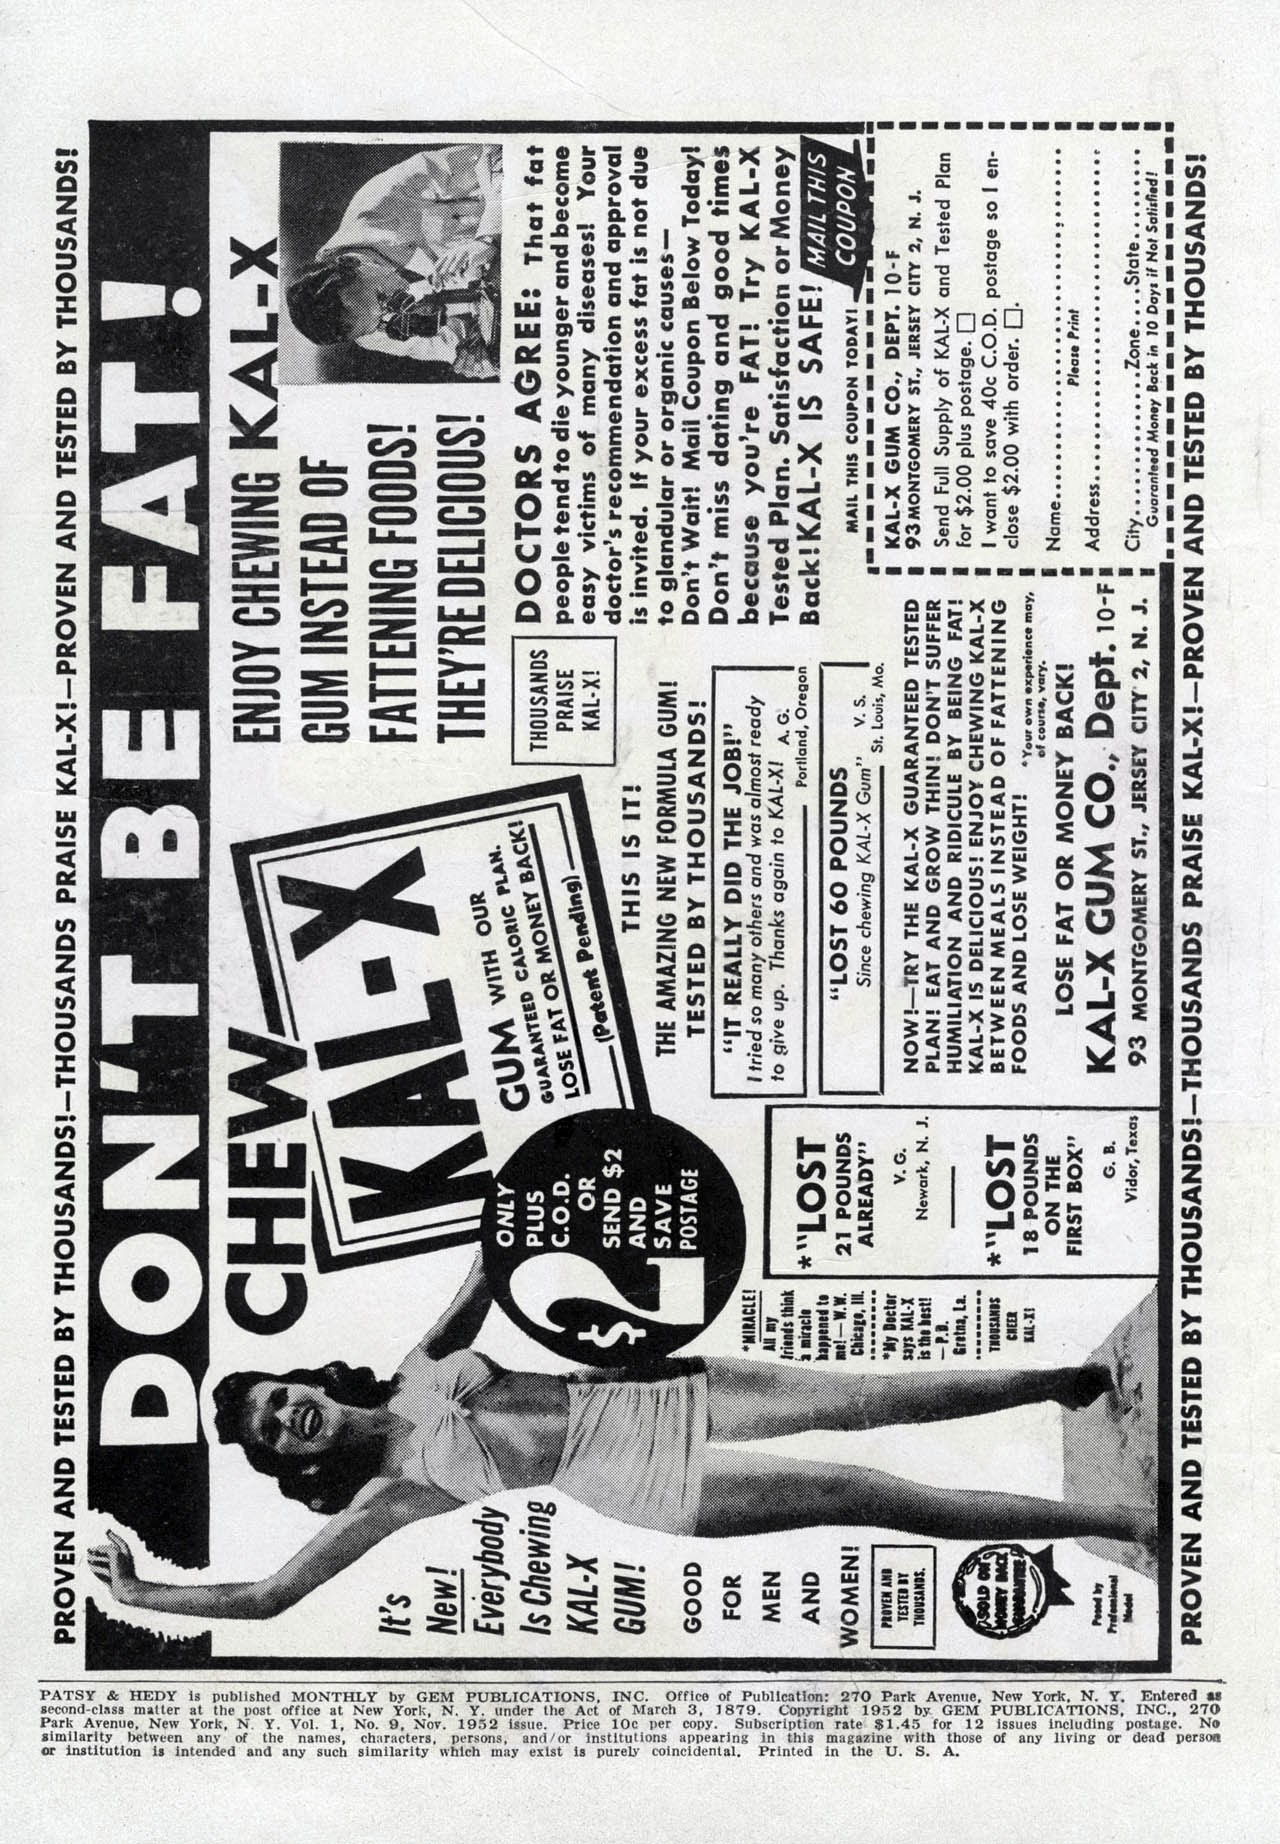 PROVEN AND TESTED BY THOUSANDS!—THOUSANDS PRAISE KAL-X!—PROVEN AND TESTED BY THOUSANDS!
DON'T BE FAT!
CHEW
KAL-X
GUM WITH OUR
GUARANTEED CALORIC PLAN.
LOSE FAT OR MONEY BACK!
(Patent Pending)
ENJOY CHEWING KAL-X
GUM INSTEAD OF
FATTENING FOODS!
THEY'RE DELICIOUS!
It's
New!
Everybody
Is Chewing
KAL-X
GUM!
GOOD
FOR
MEN
AND
WOMEN!
PROVEN AND
TESTED BY
THOUSANDS.
SOLD ON
MONEY BACK
GUARANTEE
Posed by
Professional
Model
ONLY
$2
PLUS
C.O.D.
OR
SEND $2
AND
SAVE
POSTAGE
*MIRACLE!
All my
friends think
a miracle
happened to
me!—W.W.
Chicago, Ill.
*My Doctor
says KAL-X
is the best!
—P.D.
Gretna, La.
THOUSANDS
CHEER
KAL-X!
*"LOST
21 POUNDS
ALREADY"
V. G.
Newark, N. J.
*"LOST
18 POUNDS
ON THE
FIRST BOX"
G. B.
Vidor, Texas
THIS IS IT!
THE AMAZING NEW FORMULA GUM!
TESTED BY THOUSANDS!
"IT REALLY DID THE JOB!"
I tried so many others and was almost ready
to give up. Thanks again to KAL-X! A. G.
Portland, Oregon
"LOST 60 POUNDS
Since chewing KAL-X Gum" V. S.
St. Louis, Mo.
NOW!—TRY THE KAL-X GUARANTEED TESTED
PLAN! EAT AND GROW THIN! DON'T SUFFER
HUMILIATION AND RIDICULE BY BEING FAT!
KAL-X IS DELICIOUS! ENJOY CHEWING KAL-X
BETWEEN MEALS INSTEAD OF FATTENING
FOODS AND LOSE WEIGHT!
*Your own experience may,
of course, vary.
LOSE FAT OR MONEY BACK!
KAL-X GUM CO., Dept. 10-F
93 MONTGOMERY ST., JERSEY CITY 2, N. J.
THOUSANDS
PRAISE
KAL-X!
DOCTORS AGREE: That fat
people tend to die younger and become
easy victims of many diseases! Your
doctor's recommendation and approval
is invited. If your excess fat is not due
to glandular or organic causes—
Don't Wait! Mail Coupon Below Today!
Don't miss dating and good times
because you're FAT! Try KAL-X
Tested Plan. Satisfaction or Money
Back! KAL-X IS SAFE!
MAIL THIS
COUPON
MAIL THIS COUPON TODAY!
KAL-X GUM CO., DEPT. 10-F
93 MONTGOMERY ST., JERSEY CITY 2, N. J.
Send Full Supply of KAL-X and Tested Plan
for $2.00 plus postage. □
I want to save 40c C.O.D. postage so I en-
close $2.00 with order. □
Name
Please Print
Address
City Zone State
Guaranteed Money Back in 10 Days if Not Satisfied!
PROVEN AND TESTED BY THOUSANDS!—THOUSANDS PRAISE KAL-X!—PROVEN AND TESTED BY THOUSANDS!
PATSY & HEDY is published MONTHLY by GEM PUBLICATIONS, INC. Office of Publication: 270 Park Avenue, New York, N. Y. Entered as
second-class matter at the post office at New York, N. Y. under the Act of March 3, 1879. Copyright 1952 by GEM PUBLICATIONS, INC., 270
Park Avenue, New York, N. Y. Vol. 1, No. 9, Nov. 1952 issue. Price 10c per copy. Subscription rate $1.45 for 12 issues including postage. No
similarity between any of the names, characters, persons, and/or institutions appearing in this magazine with those of any living or dead person
or institution is intended and any such similarity which may exist is purely coincidental. Printed in the U. S. A.